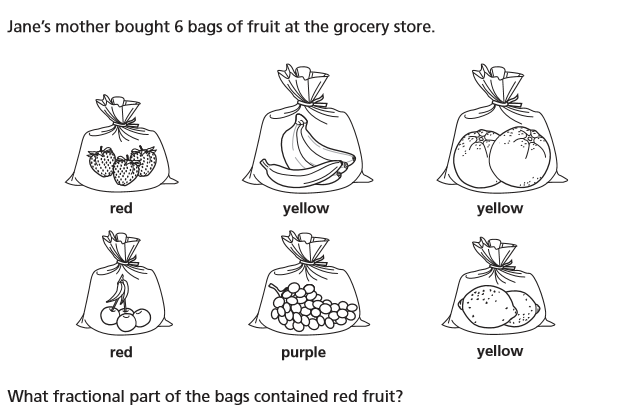 Jane’s mother bought 6 bags of fruit at the grocery store.
red
yellow
yellow
red
purple
yellow
What fractional part of the bags contained red fruit?